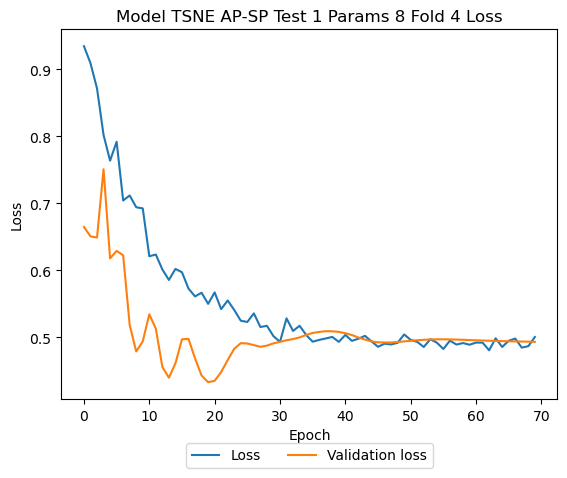 Model TSNE AP-SP Test 1 Params 8 Fold 4 Loss
0.9
0.8
0.7
0.6
0.5
Loss
0 10 20 30 40 50 60 70
Epoch
Loss Validation loss